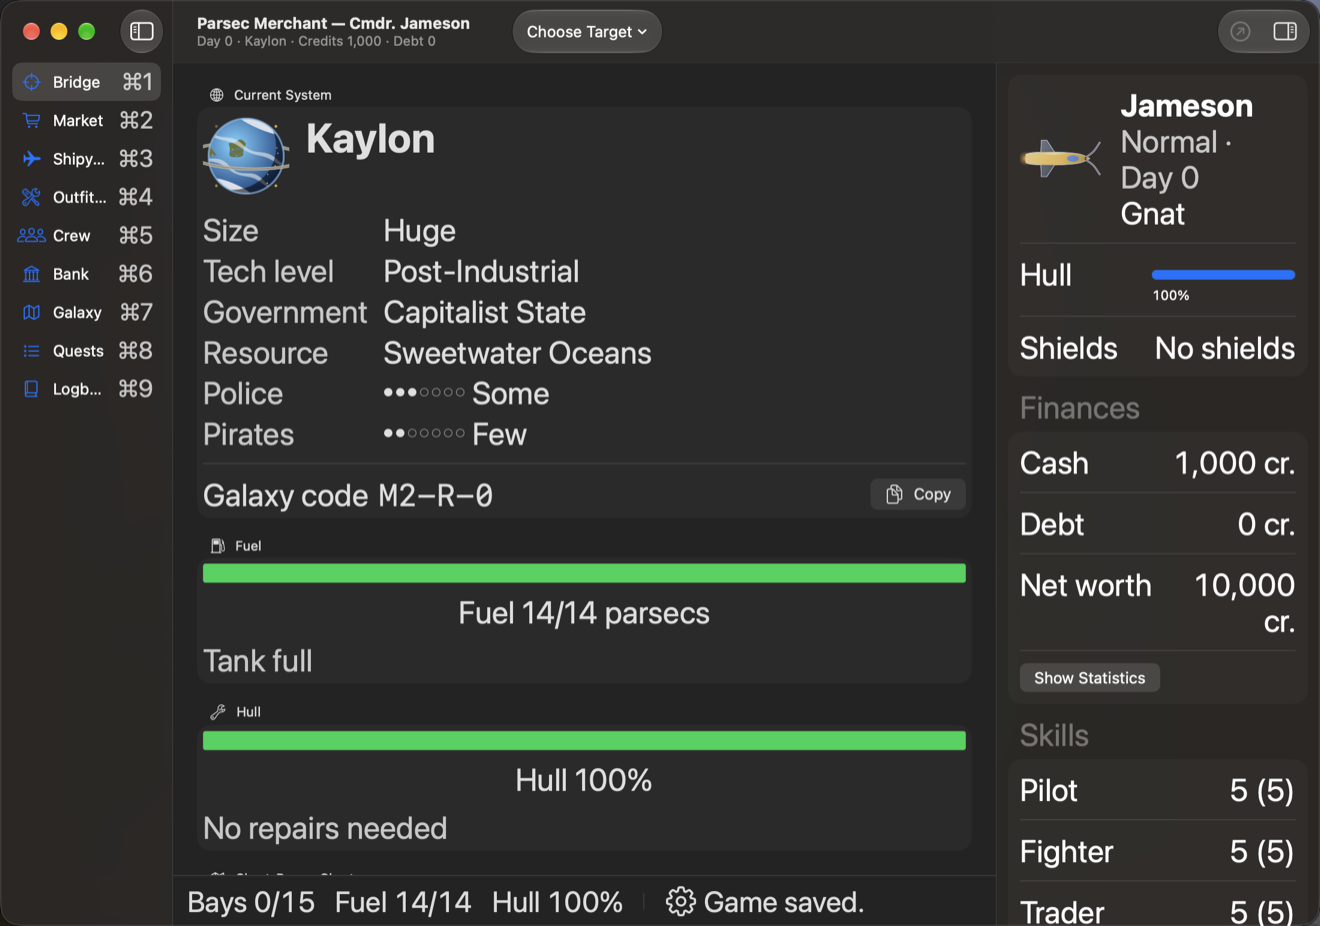 Parsec Merchant — Cmdr. Jameson
Day 0 · Kaylon · Credits 1,000 · Debt 0
Choose Target
Bridge ⌘1
Market ⌘2
Shipy... ⌘3
Outfit... ⌘4
Crew ⌘5
Bank ⌘6
Galaxy ⌘7
Quests ⌘8
Logb... ⌘9
Current System
Kaylon
Size Huge
Tech level Post-Industrial
Government Capitalist State
Resource Sweetwater Oceans
Police ●●●○○○○ Some
Pirates ●●○○○○○ Few
Galaxy code M2-R-0
Copy
Fuel
Fuel 14/14 parsecs
Tank full
Hull
Hull 100%
No repairs needed
Bays 0/15 Fuel 14/14 Hull 100% Game saved.
Jameson
Normal ·
Day 0
Gnat
Hull
100%
Shields No shields
Finances
Cash 1,000 cr.
Debt 0 cr.
Net worth 10,000
cr.
Show Statistics
Skills
Pilot 5 (5)
Fighter 5 (5)
Trader 5 (5)